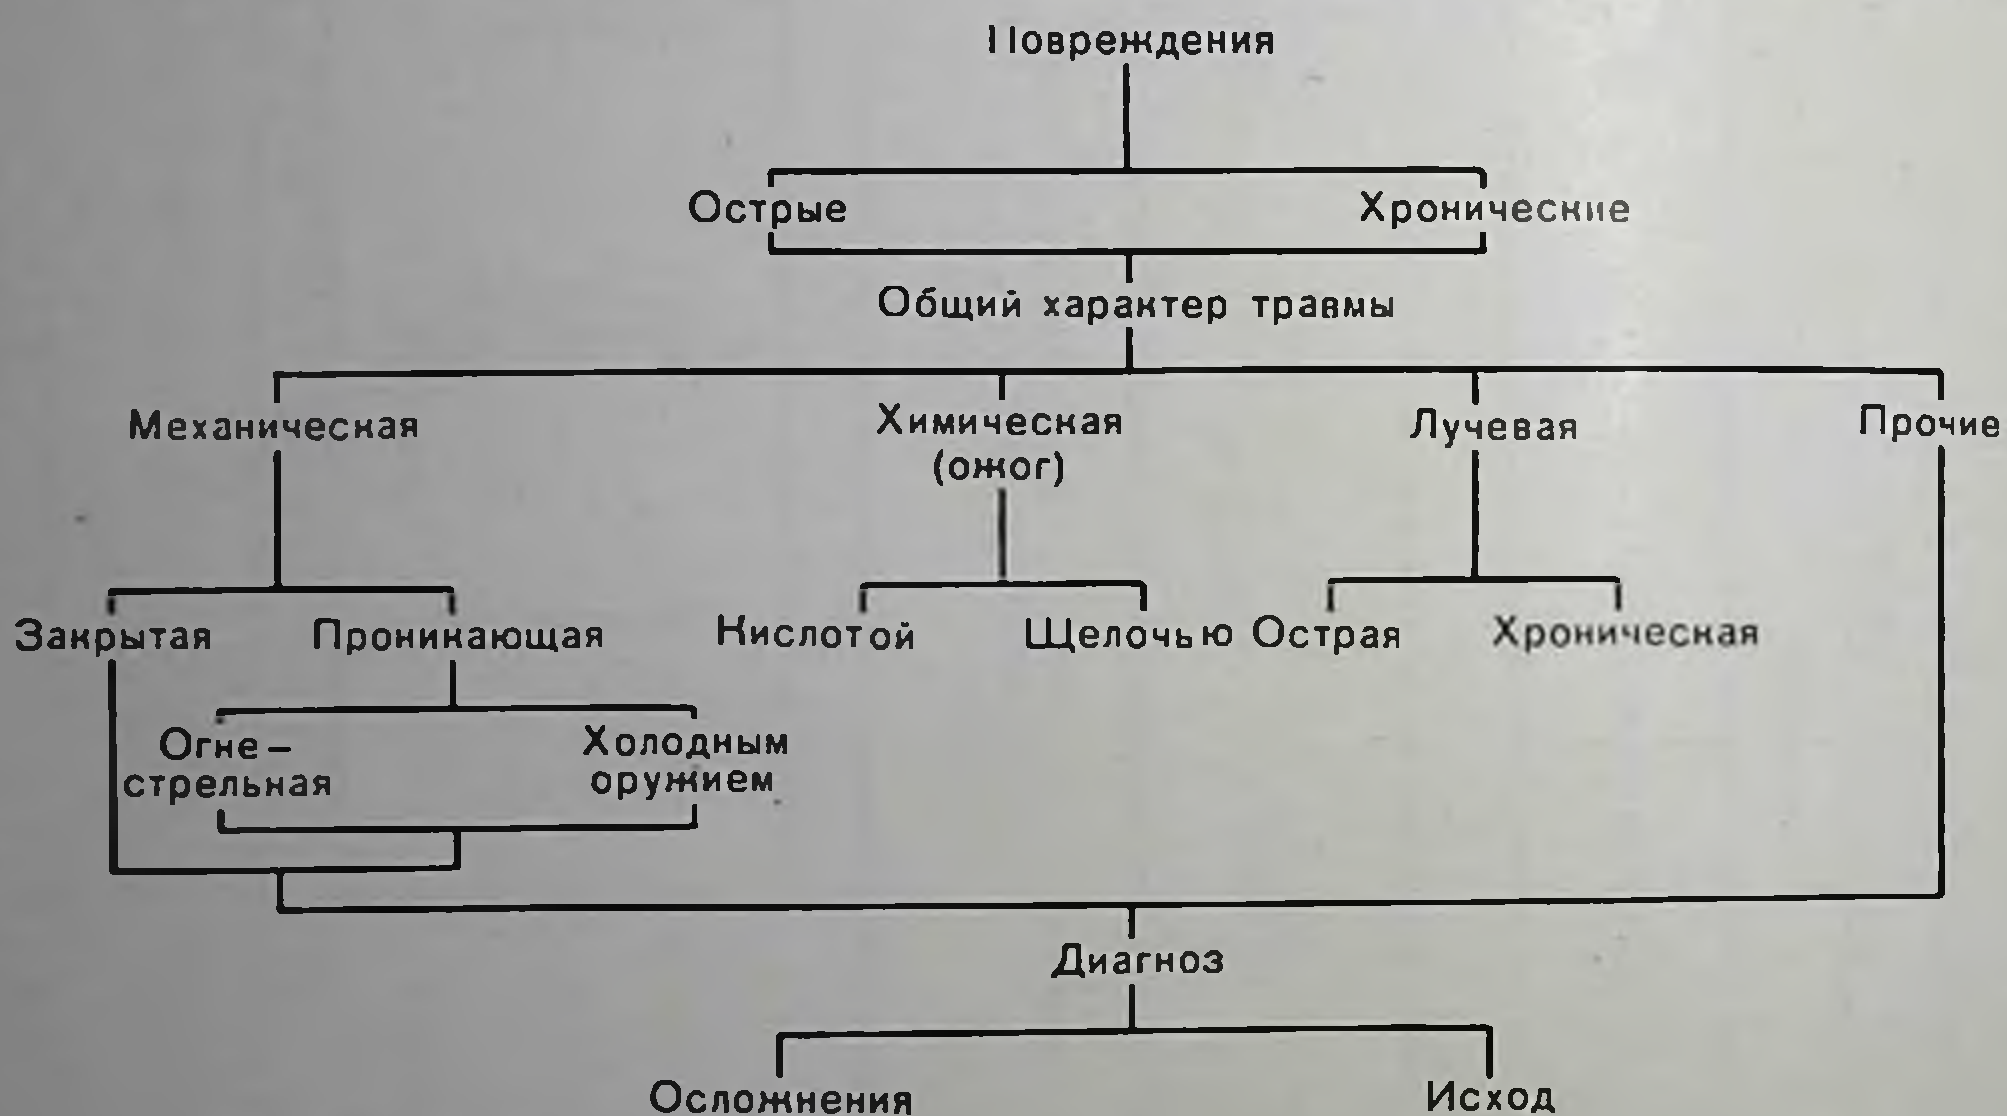 Повреждения
Острые Хронические
Общий характер травмы
Механическая Химическая Лучевая Прочие
(ожог)
Закрытая Проникающая Кислотой Щелочью Острая Хроническая
Огне– Холодным
стрельная оружием
Диагноз
Осложнения Исход